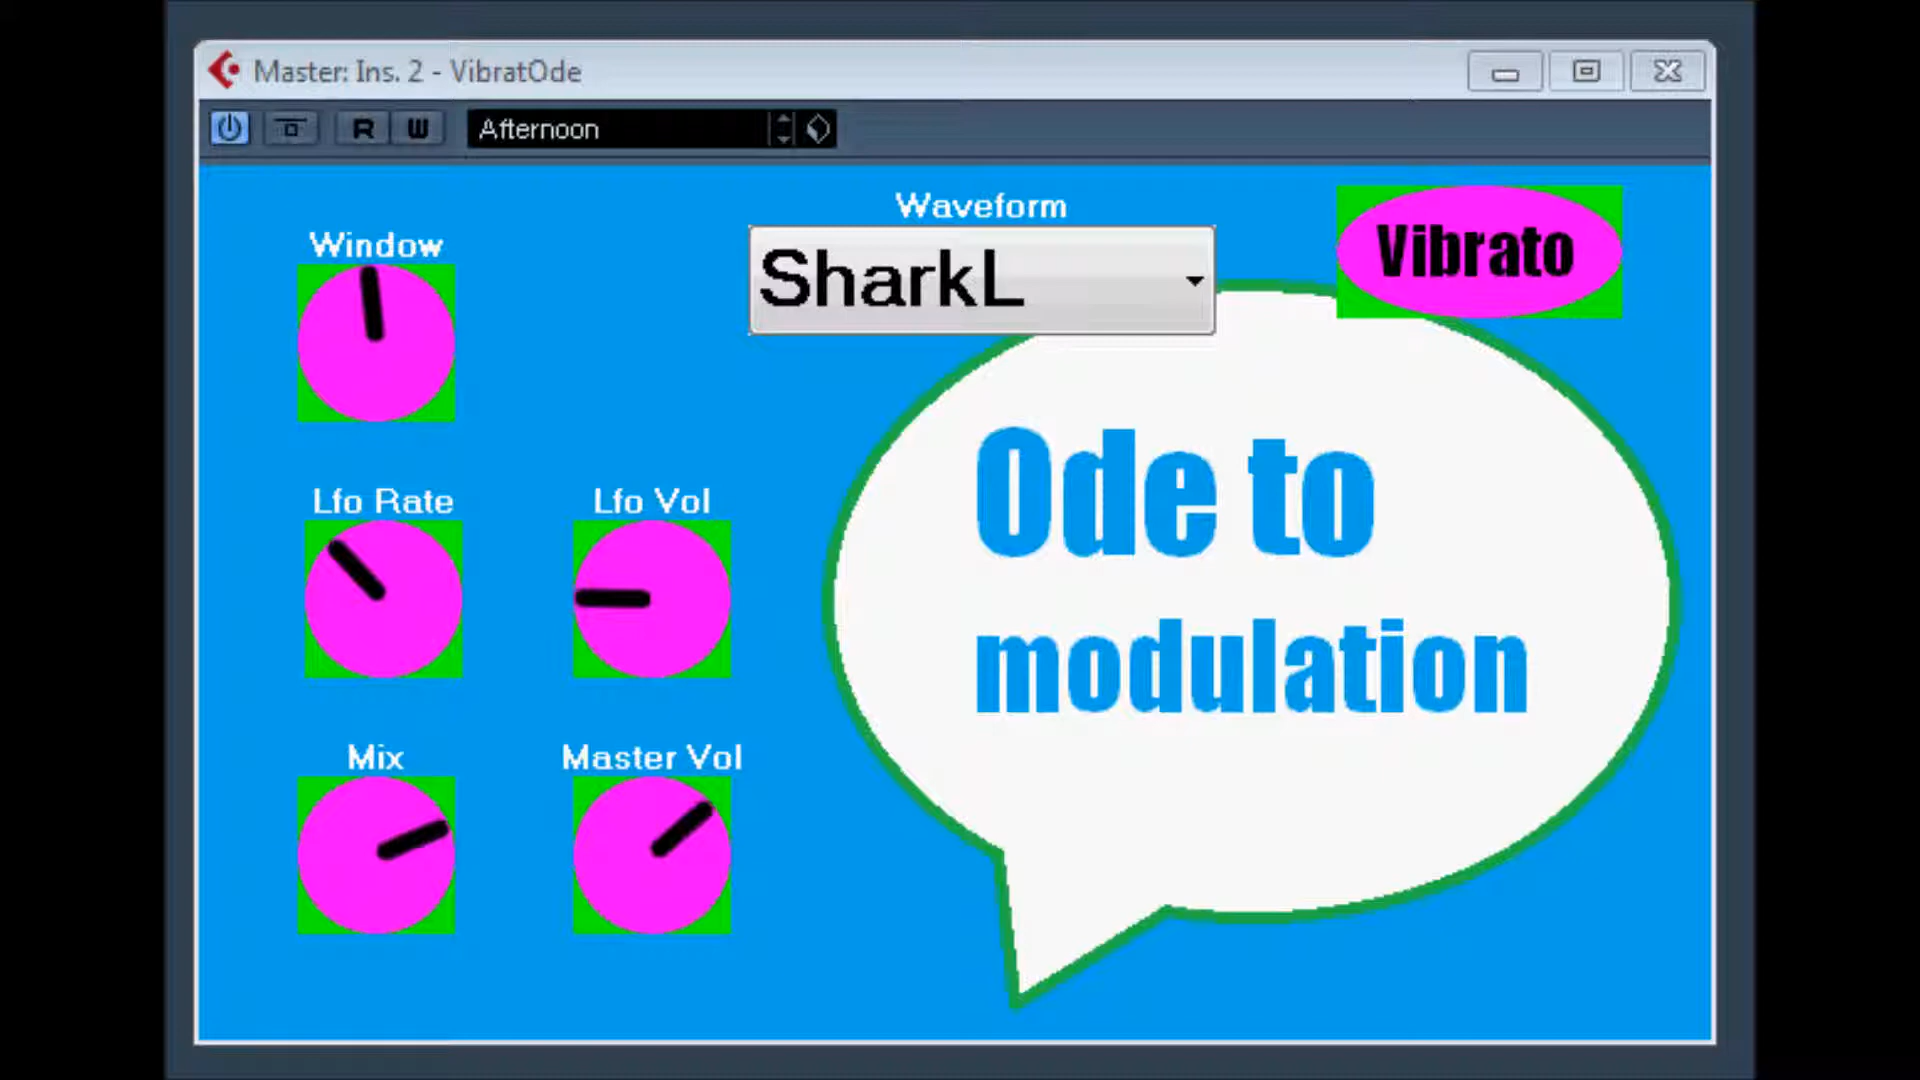 Master: Ins. 2 - VibratOde
R W Afternoon
Waveform
Vibrato
Window
SharkL
Ode to
Lfo Rate Lfo Vol
modulation
Mix Master Vol